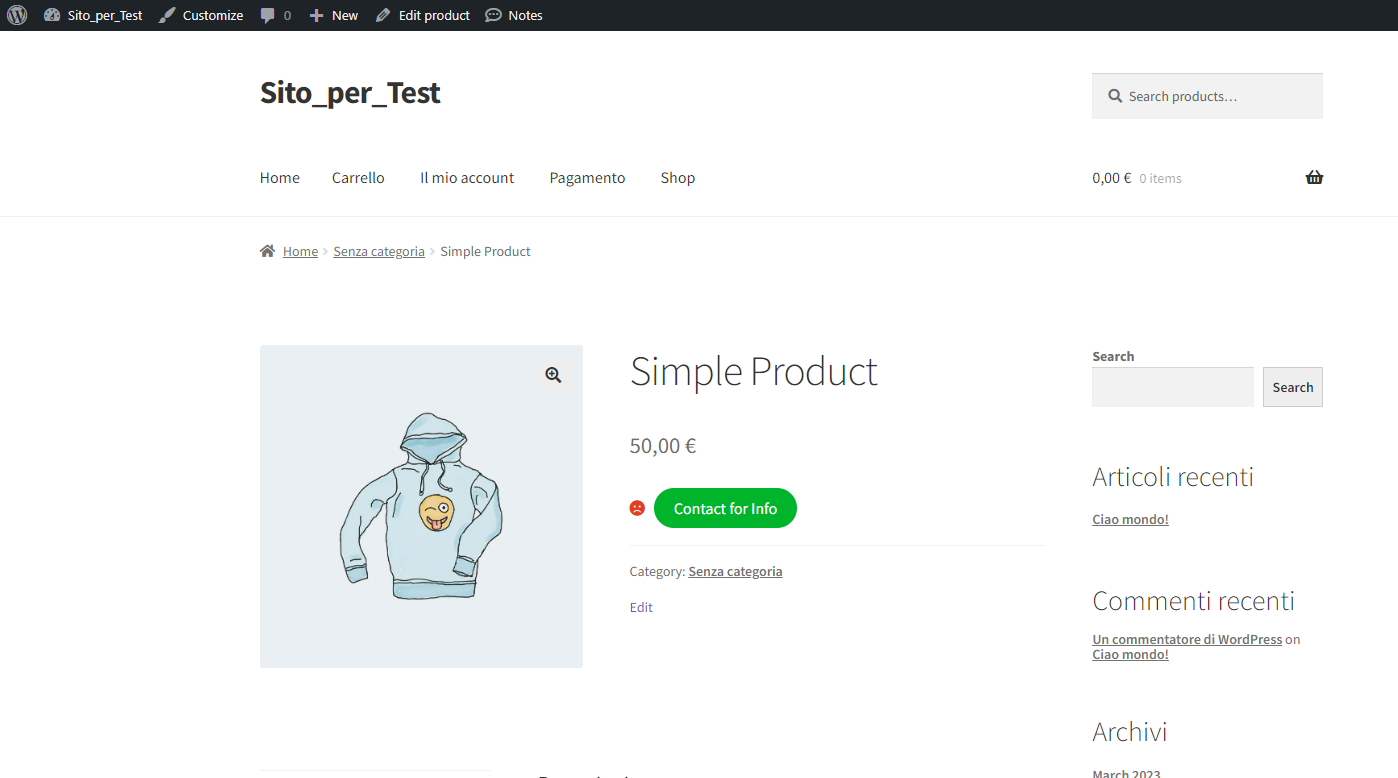 Sito_per_Test Customize 0 New Edit product Notes
Sito_per_Test
Search products…
Home Carrello Il mio account Pagamento Shop
0,00 € 0 items
Home Senza categoria Simple Product
Simple Product
50,00 €
Contact for Info
Category: Senza categoria
Edit
Search
Search
Articoli recenti
Ciao mondo!
Commenti recenti
Un commentatore di WordPress on
Ciao mondo!
Archivi
March 2023